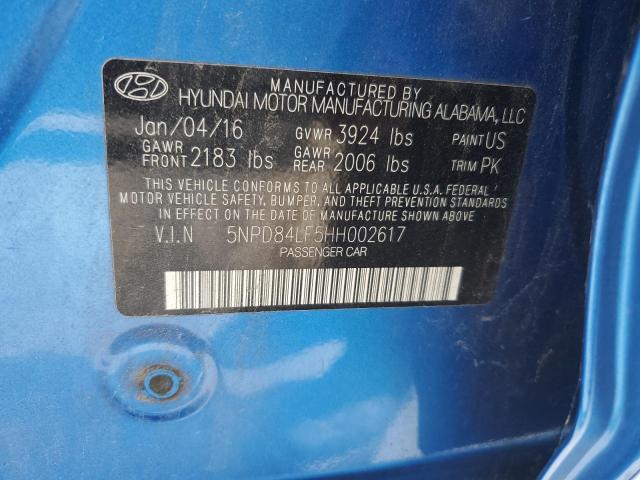 MANUFACTURED BY
HYUNDAI MOTOR MANUFACTURING ALABAMA, LLC
Jan/04/16 GVWR 3924 lbs PAINT US
GAWR FRONT 2183 lbs GAWR REAR 2006 lbs TRIM PK
THIS VEHICLE CONFORMS TO ALL APPLICABLE U.S.A. FEDERAL
MOTOR VEHICLE SAFETY, BUMPER, AND THEFT PREVENTION STANDARDS
IN EFFECT ON THE DATE OF MANUFACTURE SHOWN ABOVE
V.I.N 5NPD84LF5HH002617
PASSENGER CAR